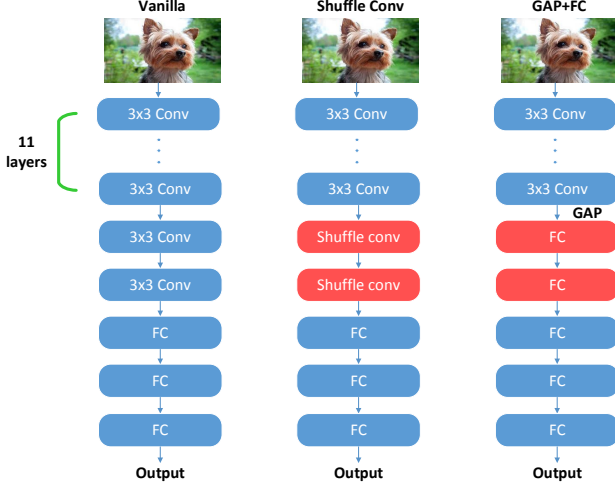 Vanilla
Shuffle Conv
GAP+FC
11
layers
3x3 Conv
3x3 Conv
3x3 Conv
3x3 Conv
3x3 Conv
3x3 Conv
GAP
3x3 Conv
Shuffle conv
FC
3x3 Conv
Shuffle conv
FC
FC
FC
FC
FC
FC
FC
FC
FC
FC
Output
Output
Output